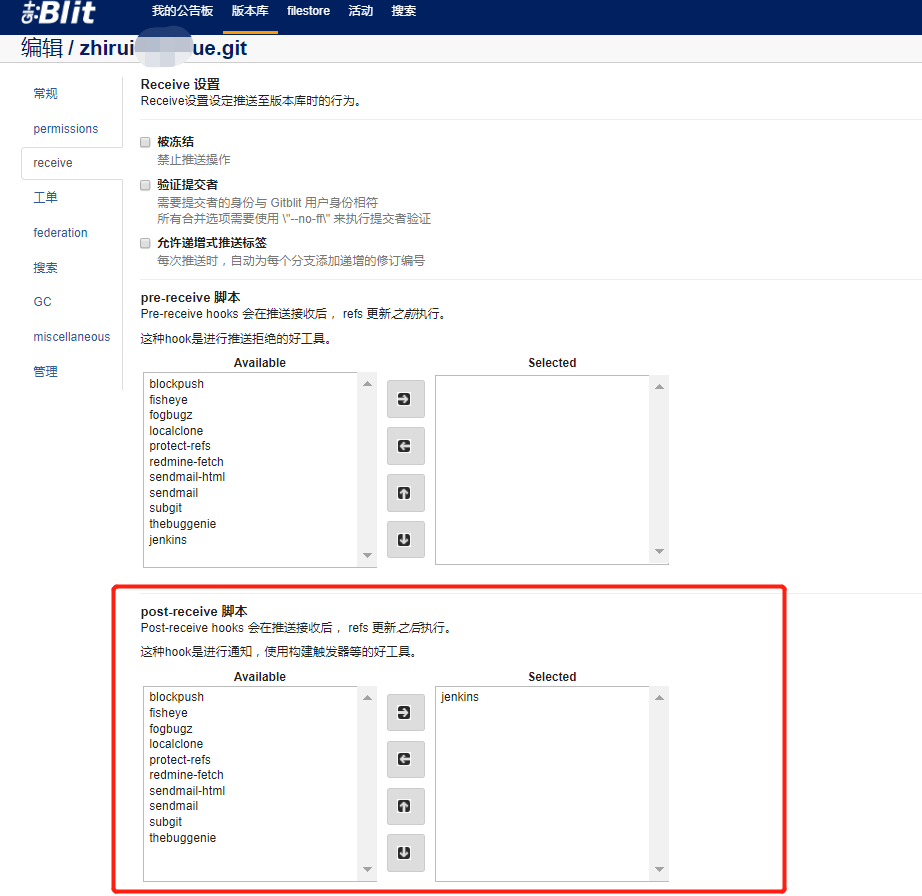 Blit
我的公告板 版本库 filestore 活动 搜索
编辑 / zhirui ue.git
常规
permissions
receive
工单
federation
搜索
GC
miscellaneous
管理
Receive 设置
Receive设置设定推送至版本库时的行为。
被冻结
禁止推送操作
验证提交者
需要提交者的身份与 Gitblit 用户身份相符
所有合并选项需要使用 \"--no-ff\" 来执行提交者验证
允许递增式推送标签
每次推送时，自动为每个分支添加递增的修订编号
pre-receive 脚本
Pre-receive hooks 会在推送接收后， refs 更新之前执行。
这种hook是进行推送拒绝的好工具。
Available
Selected
blockpush
fisheye
fogbugz
localclone
protect-refs
redmine-fetch
sendmail-html
sendmail
subgit
thebuggenie
jenkins
post-receive 脚本
Post-receive hooks 会在推送接收后， refs 更新之后执行。
这种hook是进行通知，使用构建触发器等的好工具。
Available
Selected
blockpush
fisheye
fogbugz
localclone
protect-refs
redmine-fetch
sendmail-html
sendmail
subgit
thebuggenie
jenkins